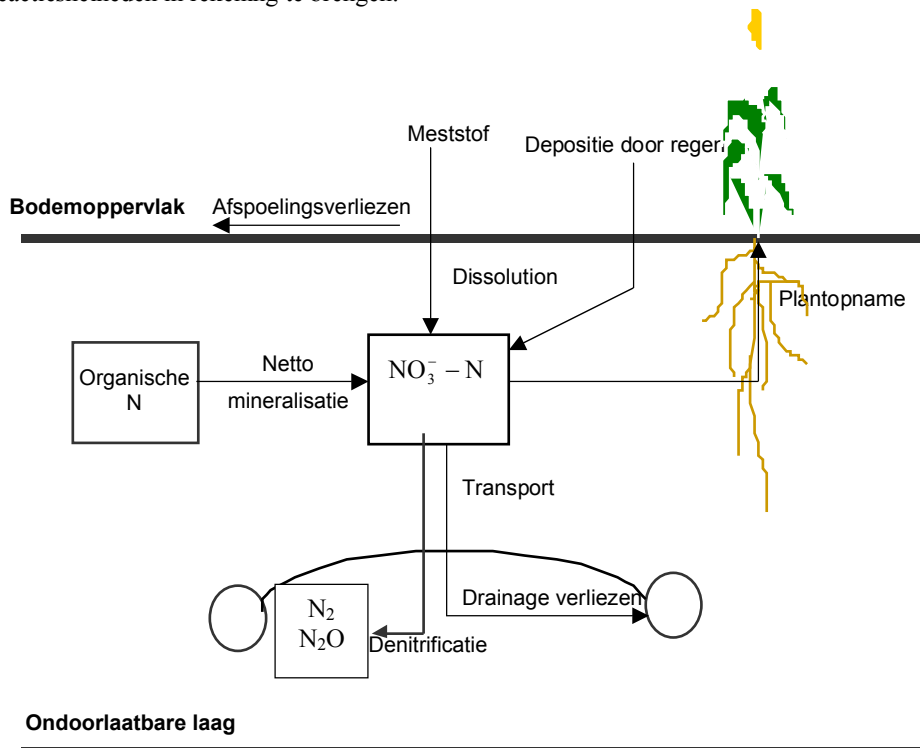 Meststof
Depositie door regen
Bodemoppervlak Afspoelingsverliezen
Dissolution
Plantopname
Organische
N
Netto
mineralisatie
NO₃⁻ – N
Transport
Drainage verliezen
N₂
N₂O
Denitrificatie
Ondoorlaatbare laag